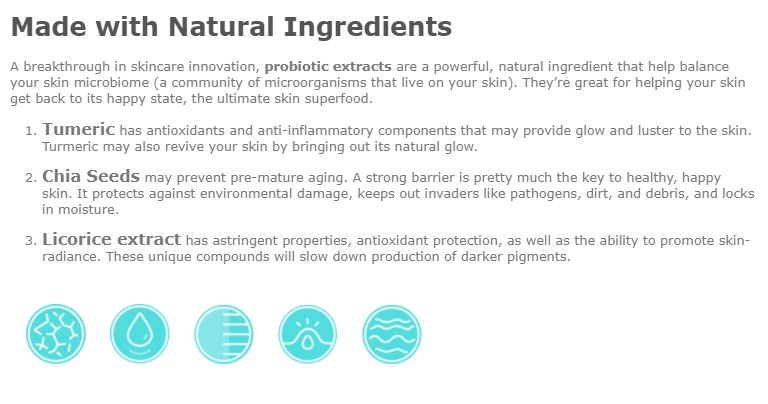 Made with Natural Ingredients
A breakthrough in skincare innovation, probiotic extracts are a powerful, natural ingredient that help balance
your skin microbiome (a community of microorganisms that live on your skin). They're great for helping your skin
get back to its happy state, the ultimate skin superfood.
1. Tumeric has antioxidants and anti-inflammatory components that may provide glow and luster to the skin.
Turmeric may also revive your skin by bringing out its natural glow.
2. Chia Seeds may prevent pre-mature aging. A strong barrier is pretty much the key to healthy, happy
skin. It protects against environmental damage, keeps out invaders like pathogens, dirt, and debris, and locks
in moisture.
3. Licorice extract has astringent properties, antioxidant protection, as well as the ability to promote skin-
radiance. These unique compounds will slow down production of darker pigments.